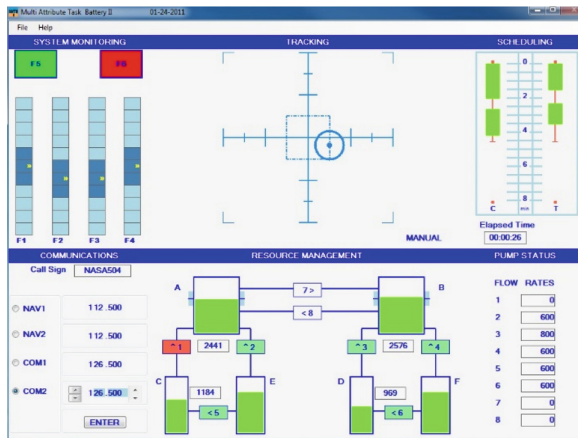 Multi Attribute Task Battery II 01-24-2011
File Help
SYSTEM MONITORING
F5 F6
F1 F2 F3 F4
TRACKING
MANUAL
SCHEDULING
0
2
4
6
8
C min T
Elapsed Time
00:00:26
COMMUNICATIONS
Call Sign NASA504
NAV1 112.500
NAV2 112.500
COM1 126.500
COM2 126.500
ENTER
RESOURCE MANAGEMENT
A 7 > B
< 8
^ 1 2441 ^ 2 ^ 3 2576 ^ 4
C 1184 E D 969 F
< 5 < 6
PUMP STATUS
FLOW RATES
1 0
2 600
3 800
4 600
5 600
6 600
7 0
8 0